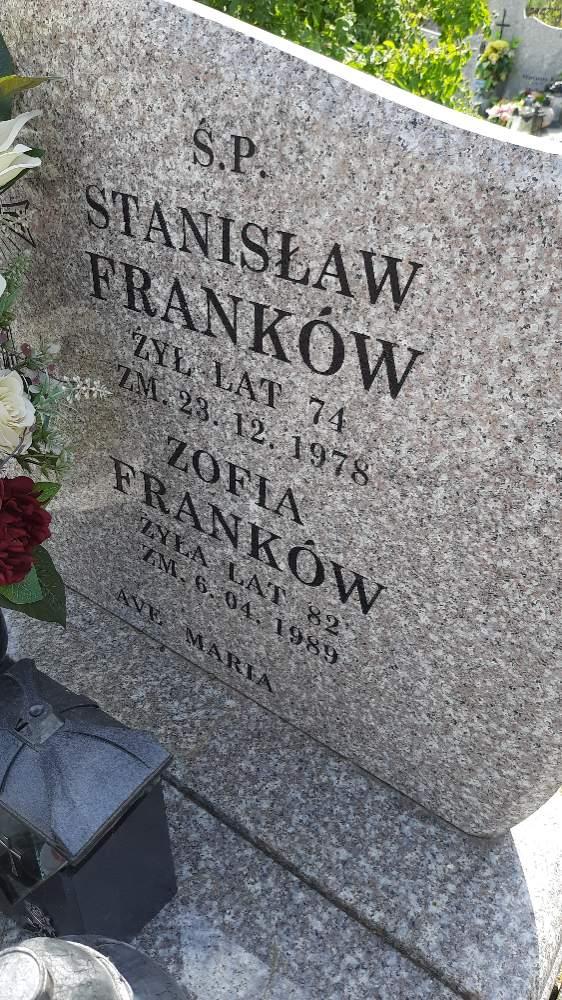 Ś.P.
STANISŁAW
FRANKÓW
ŻYŁ LAT 74
ZM. 23. 12. 1978
ZOFIA
FRANKÓW
ŻYŁA LAT 82
ZM. 6. 04. 1989
AVE MARIA